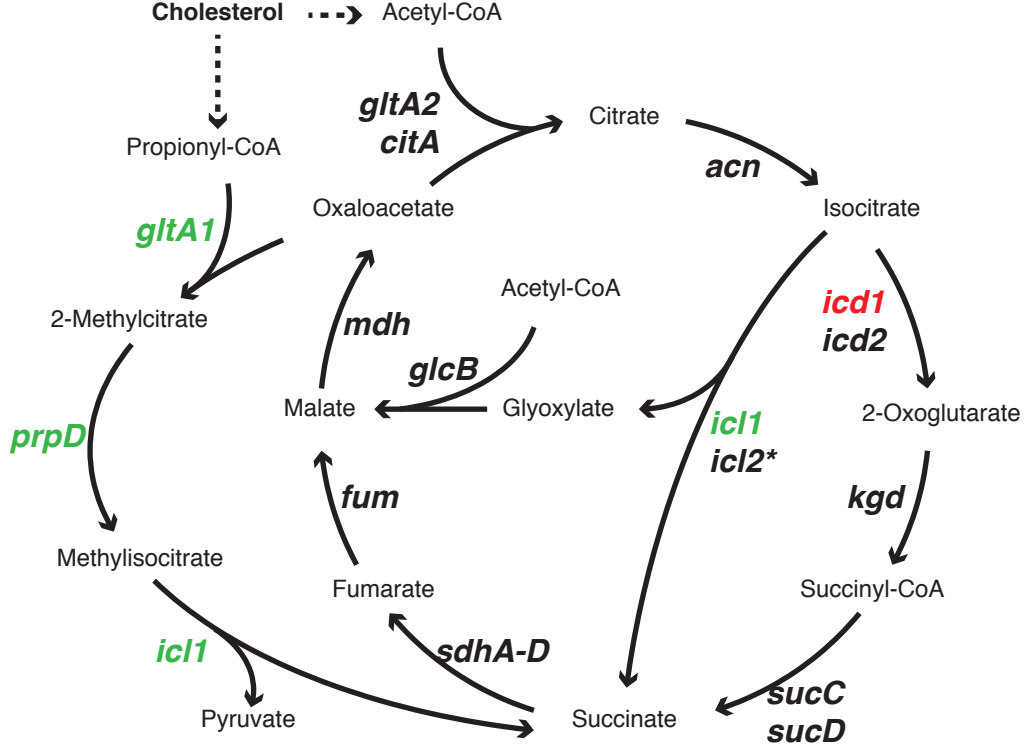 Cholesterol
Acetyl-CoA
gltA2
citA
Citrate
acn
Propionyl-CoA
Oxaloacetate
Isocitrate
gltA1
Acetyl-CoA
icd1
icd2
2-Methylcitrate
mdh
glcB
Malate
Glyoxylate
2-Oxoglutarate
prpD
icl1
icl2*
fum
kgd
Methylisocitrate
Fumarate
Succinyl-CoA
icl1
sdhA-D
sucC
sucD
Pyruvate
Succinate